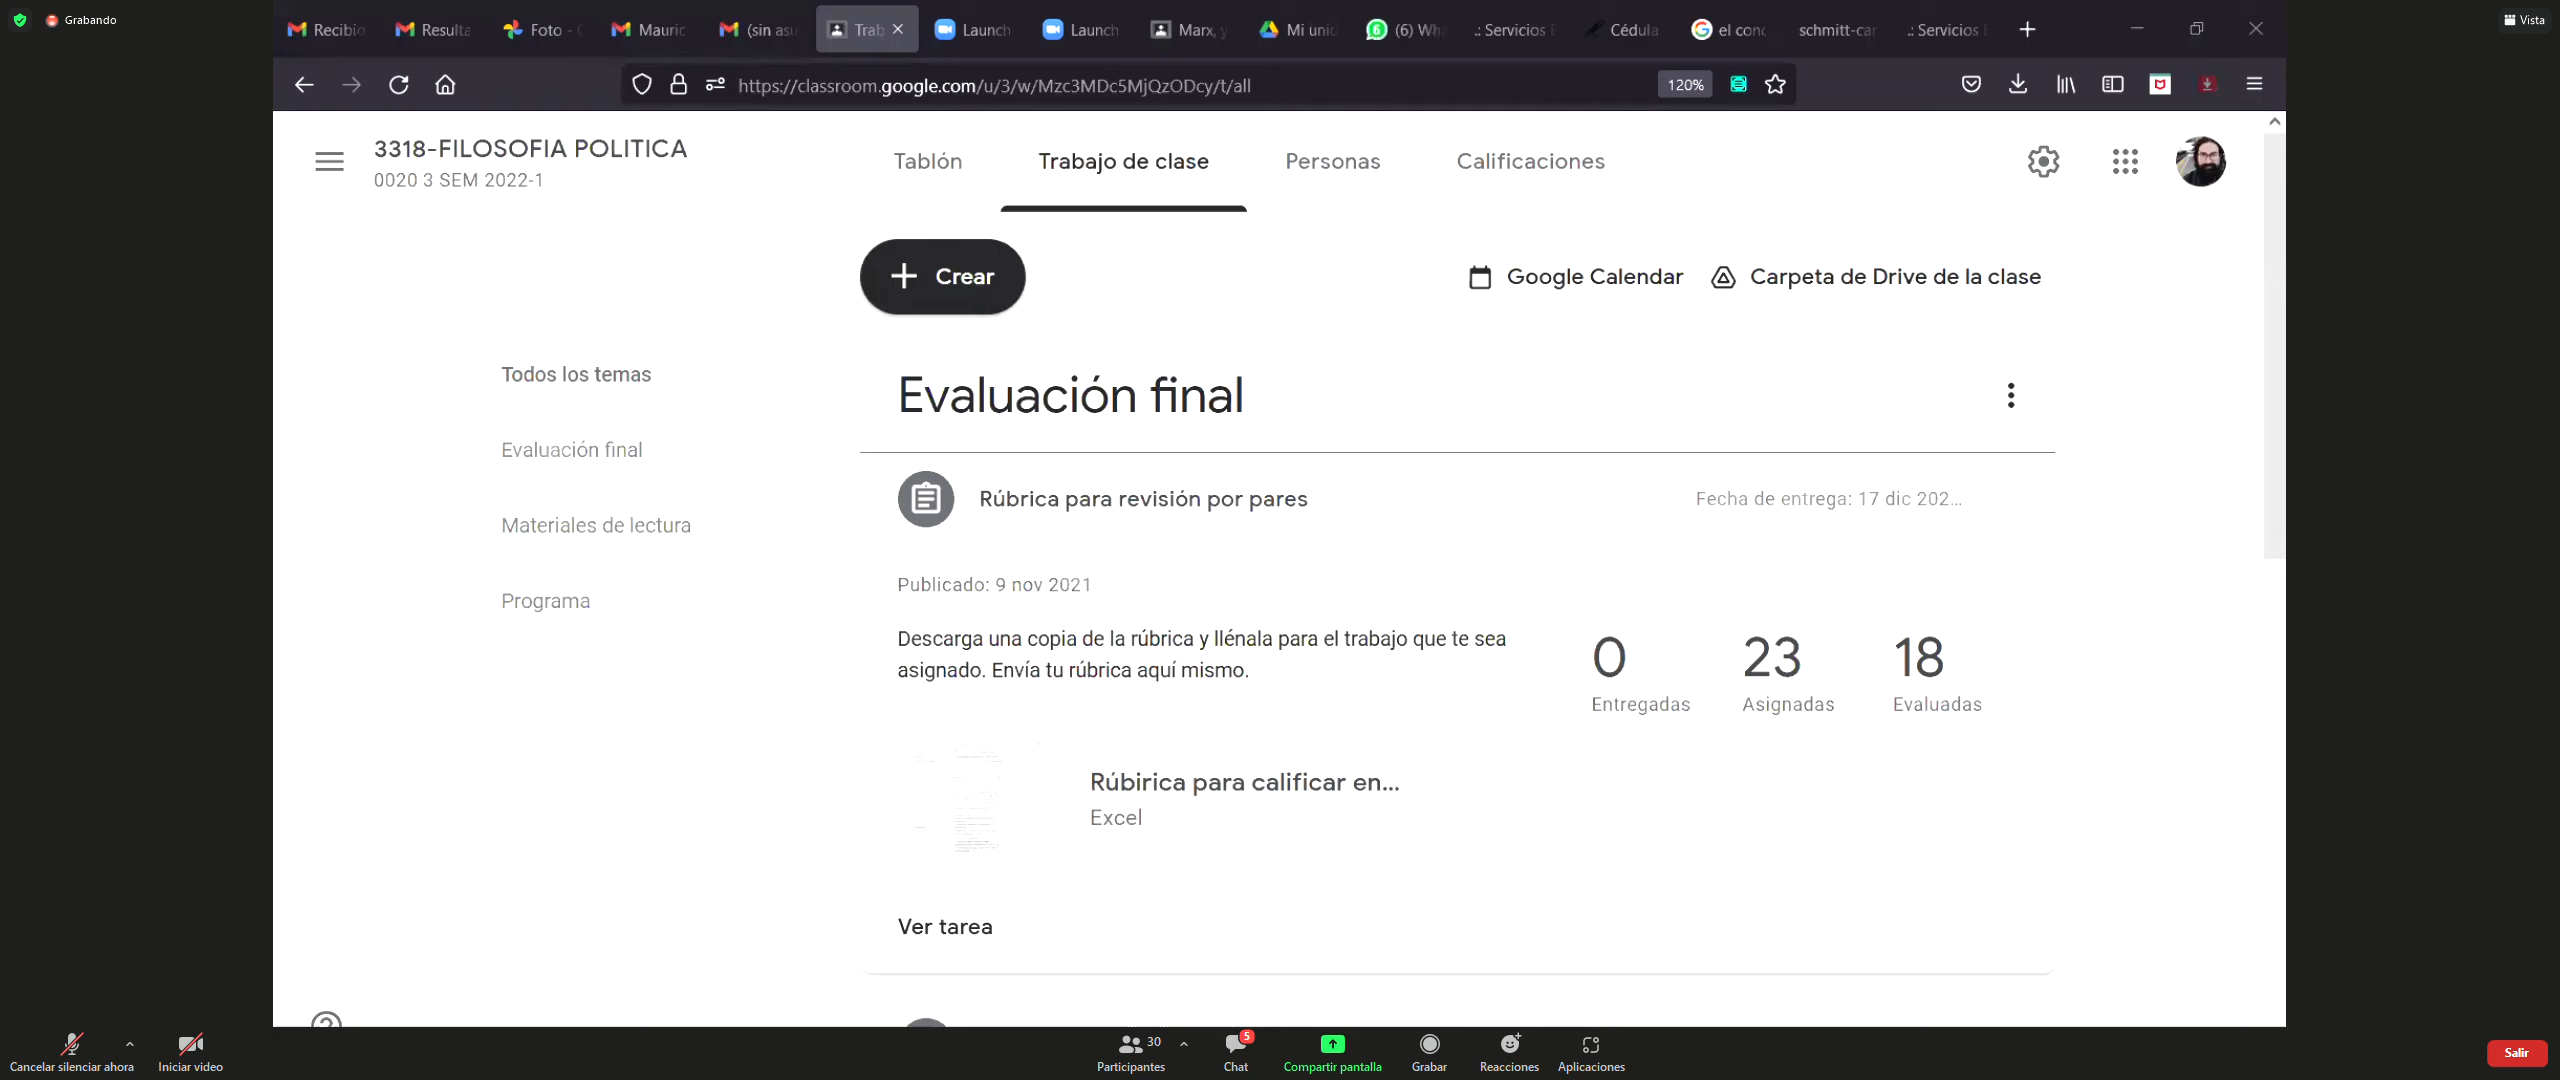 Grabando
Vista
Recibio
Resulta
Foto - G
Mauric
(sin asu
Trab
Launch
Launch
Marx, y
Mi unid
(6) Wh
.: Servicios E
Cédula
el conc
schmitt-car
.: Servicios
https://classroom.google.com/u/3/w/Mzc3MDc5MjQzODcy/t/all
120%
3318-FILOSOFIA POLITICA
0020 3 SEM 2022-1
Tablón
Trabajo de clase
Personas
Calificaciones
Crear
Google Calendar
Carpeta de Drive de la clase
Todos los temas
Evaluación final
Materiales de lectura
Programa
Evaluación final
Rúbrica para revisión por pares
Fecha de entrega: 17 dic 202...
Publicado: 9 nov 2021
Descarga una copia de la rúbrica y llénala para el trabajo que te sea
asignado. Envía tu rúbrica aquí mismo.
0
Entregadas
23
Asignadas
18
Evaluadas
Rúbirica para calificar en...
Excel
Ver tarea
Cancelar silenciar ahora
Iniciar video
30
Participantes
5
Chat
Compartir pantalla
Grabar
Reacciones
Aplicaciones
Salir